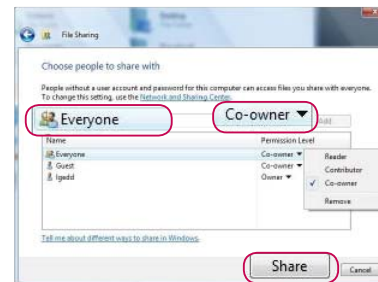 File Sharing
Choose people to share with
People without a user account and password for this computer can access files you share with everyone.
To change this setting, use the Network and Sharing Center.
Everyone
Co-owner
Add
Name
Permission Level
Everyone
Co-owner
Guest
Co-owner
lgedd
Owner
Reader
Contributor
Co-owner
Remove
Tell me about different ways to share in Windows.
Share
Cancel